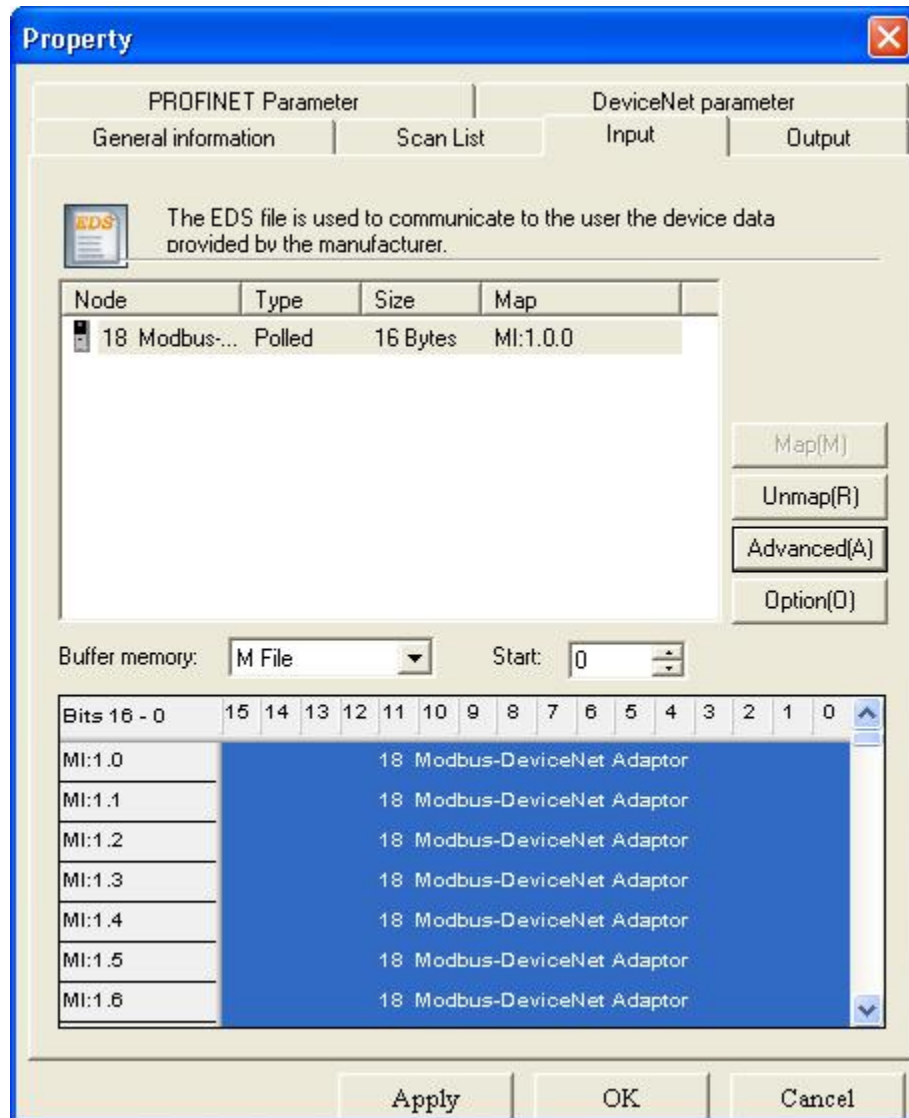 Property
PROFINET Parameter DeviceNet parameter
General information Scan List Input Output
EDS
The EDS file is used to communicate to the user the device data
provided by the manufacturer.
Node Type Size Map
18 Modbus-... Polled 16 Bytes MI:1.0.0
Map(M)
Unmap(R)
Advanced(A)
Option(O)
Buffer memory: M File Start: 0
Bits 16 - 0 15 14 13 12 11 10 9 8 7 6 5 4 3 2 1 0
MI:1.0 18 Modbus-DeviceNet Adaptor
MI:1.1 18 Modbus-DeviceNet Adaptor
MI:1.2 18 Modbus-DeviceNet Adaptor
MI:1.3 18 Modbus-DeviceNet Adaptor
MI:1.4 18 Modbus-DeviceNet Adaptor
MI:1.5 18 Modbus-DeviceNet Adaptor
MI:1.6 18 Modbus-DeviceNet Adaptor
Apply OK Cancel